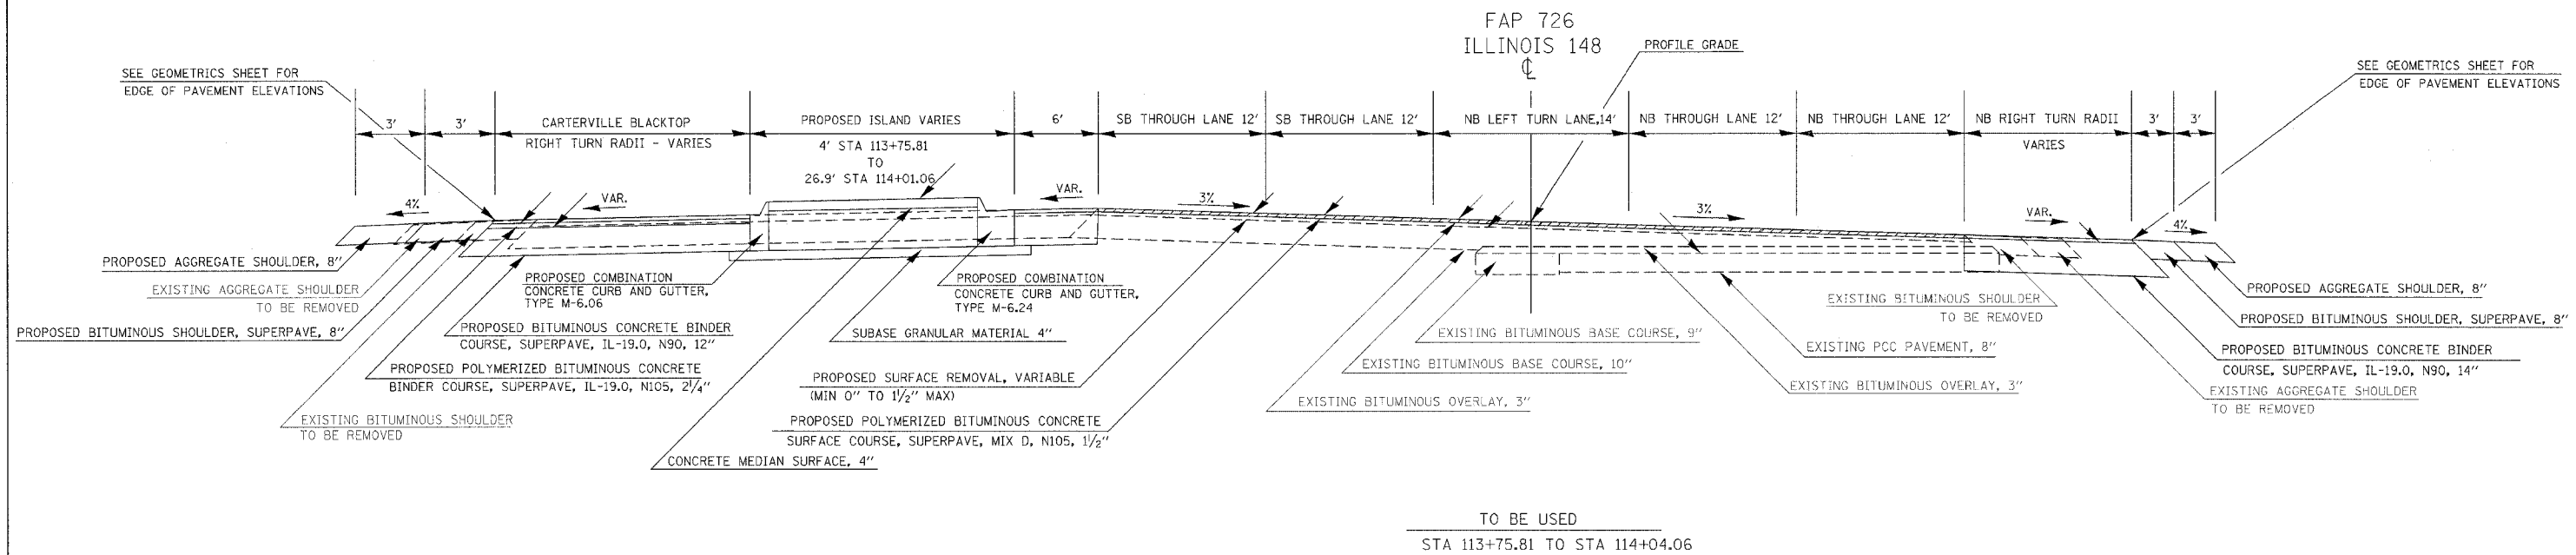 FAP 726
ILLINOIS 148
℄
PROFILE GRADE
SEE GEOMETRICS SHEET FOR
EDGE OF PAVEMENT ELEVATIONS
SEE GEOMETRICS SHEET FOR
EDGE OF PAVEMENT ELEVATIONS
3'
3'
CARTERVILLE BLACKTOP
RIGHT TURN RADII - VARIES
PROPOSED ISLAND VARIES
4' STA 113+75.81
TO
26.9' STA 114+01.06
6'
SB THROUGH LANE 12'
SB THROUGH LANE 12'
NB LEFT TURN LANE,14'
NB THROUGH LANE 12'
NB THROUGH LANE 12'
NB RIGHT TURN RADII
VARIES
3'
3'
4%
VAR.
VAR.
3%
3%
VAR.
4%
PROPOSED AGGREGATE SHOULDER, 8"
EXISTING AGGREGATE SHOULDER
TO BE REMOVED
PROPOSED BITUMINOUS SHOULDER, SUPERPAVE, 8"
PROPOSED COMBINATION
CONCRETE CURB AND GUTTER,
TYPE M-6.06
PROPOSED BITUMINOUS CONCRETE BINDER
COURSE, SUPERPAVE, IL-19.0, N90, 12"
PROPOSED POLYMERIZED BITUMINOUS CONCRETE
BINDER COURSE, SUPERPAVE, IL-19.0, N105, 2 1/4"
EXISTING BITUMINOUS SHOULDER
TO BE REMOVED
PROPOSED COMBINATION
CONCRETE CURB AND GUTTER,
TYPE M-6.24
SUBASE GRANULAR MATERIAL 4"
PROPOSED SURFACE REMOVAL, VARIABLE
(MIN 0" TO 1 1/2" MAX)
PROPOSED POLYMERIZED BITUMINOUS CONCRETE
SURFACE COURSE, SUPERPAVE, MIX D, N105, 1 1/2"
CONCRETE MEDIAN SURFACE, 4"
EXISTING BITUMINOUS BASE COURSE, 9"
EXISTING BITUMINOUS BASE COURSE, 10"
EXISTING BITUMINOUS OVERLAY, 3"
EXISTING BITUMINOUS SHOULDER
TO BE REMOVED
EXISTING PCC PAVEMENT, 8"
EXISTING BITUMINOUS OVERLAY, 3"
PROPOSED AGGREGATE SHOULDER, 8"
PROPOSED BITUMINOUS SHOULDER, SUPERPAVE, 8"
PROPOSED BITUMINOUS CONCRETE BINDER
COURSE, SUPERPAVE, IL-19.0, N90, 14"
EXISTING AGGREGATE SHOULDER
TO BE REMOVED
TO BE USED
STA 113+75.81 TO STA 114+04.06